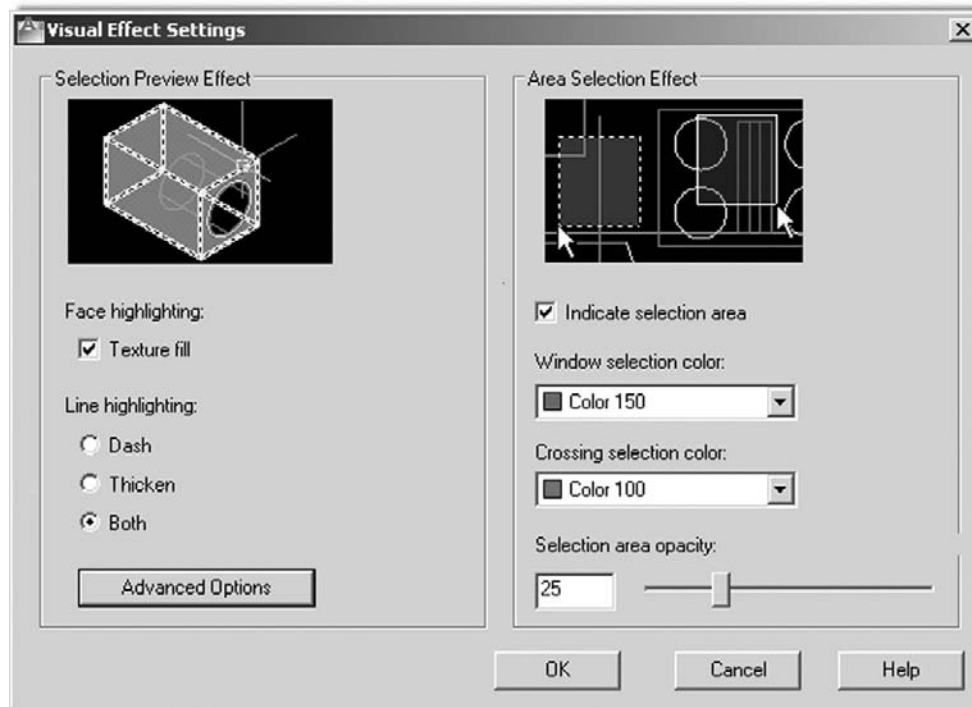 Visual Effect Settings
Selection Preview Effect
Face highlighting:
Texture fill
Line highlighting:
Dash
Thicken
Both
Advanced Options
Area Selection Effect
Indicate selection area
Window selection color:
Color 150
Crossing selection color:
Color 100
Selection area opacity:
25
OK
Cancel
Help